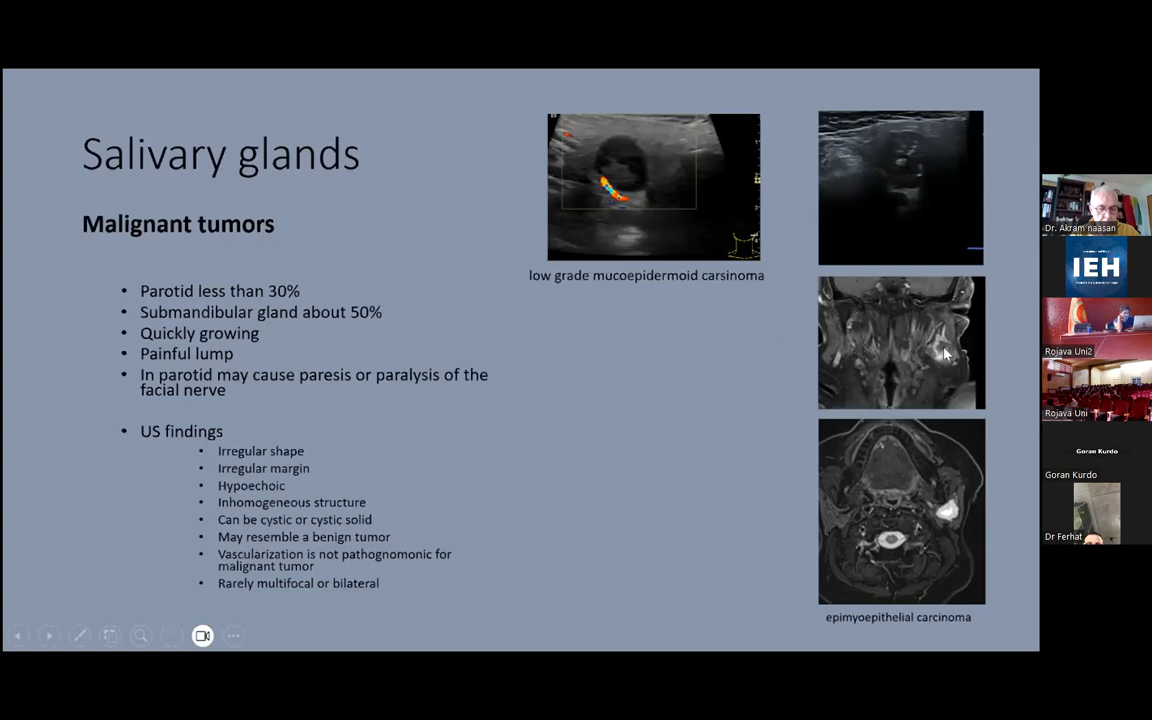 Salivary glands
Malignant tumors
• Parotid less than 30%
• Submandibular gland about 50%
• Quickly growing
• Painful lump
• In parotid may cause paresis or paralysis of the
facial nerve
• US findings
• Irregular shape
• Irregular margin
• Hypoechoic
• Inhomogeneous structure
• Can be cystic or cystic solid
• May resemble a benign tumor
• Vascularization is not pathognomonic for
malignant tumor
• Rarely multifocal or bilateral
low grade mucoepidermoid carsinoma
epimyoepithelial carcinoma
Dr. Akram naasan
IEH
Rojava Uni2
Rojava Uni
Goran Kurdo
Goran Kurdo
Dr Ferhat